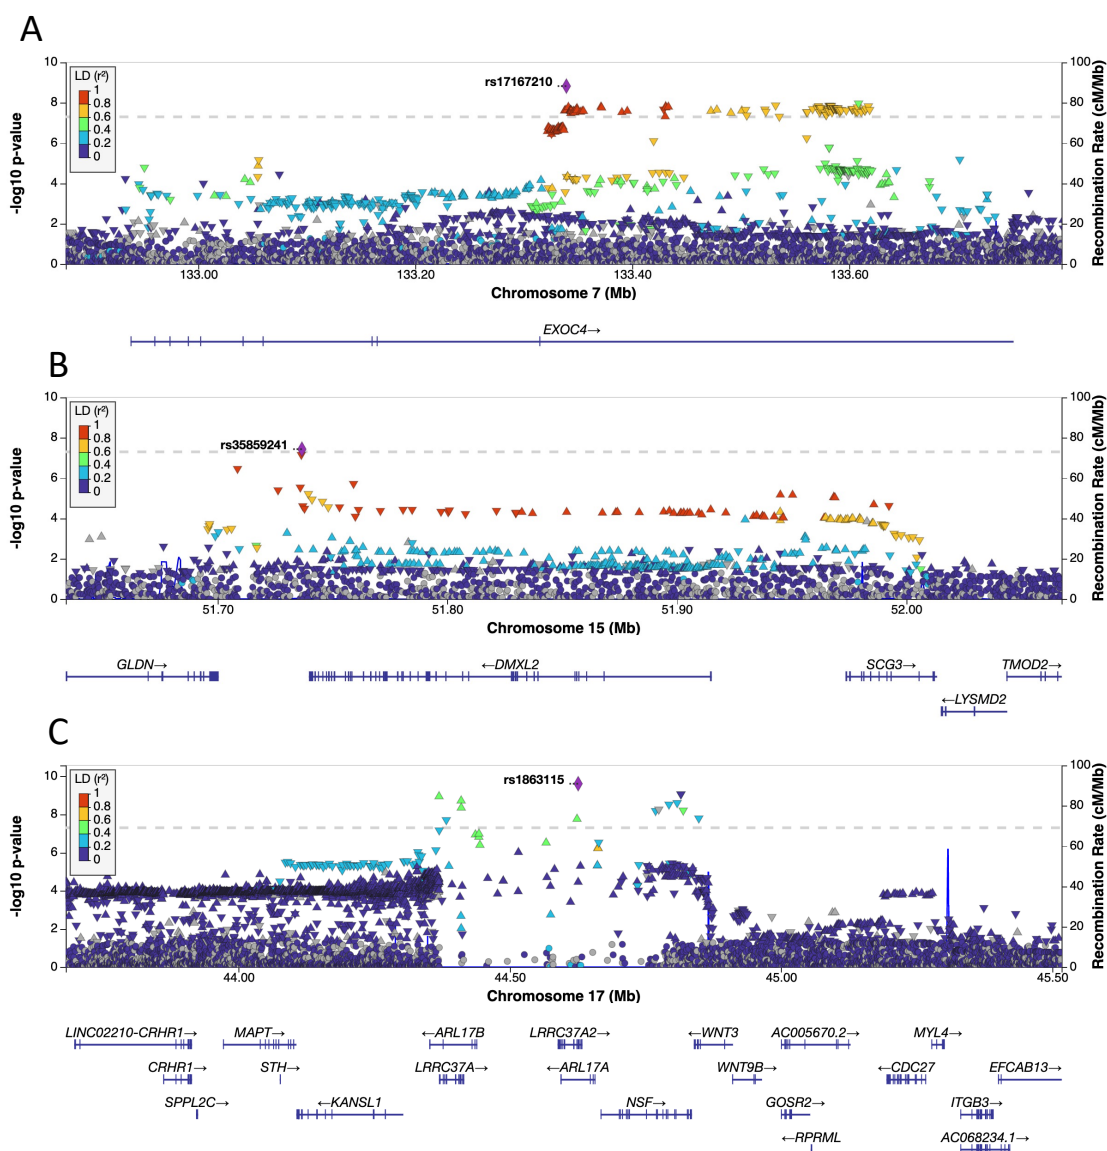 A
LD (r²)
1
0.8
0.6
0.4
0.2
0
rs17167210
10
8
6
4
2
0
-log10 p-value
100
80
60
40
20
0
Recombination Rate (cM/Mb)
133.00 133.20 133.40 133.60
Chromosome 7 (Mb)
EXOC4→
B
LD (r²)
1
0.8
0.6
0.4
0.2
0
rs35859241
10
8
6
4
2
0
-log10 p-value
100
80
60
40
20
0
Recombination Rate (cM/Mb)
51.70 51.80 51.90 52.00
Chromosome 15 (Mb)
GLDN→ ←DMXL2 SCG3→ TMOD2→
←LYSMD2
C
LD (r²)
1
0.8
0.6
0.4
0.2
0
rs1863115
10
8
6
4
2
0
-log10 p-value
100
80
60
40
20
0
Recombination Rate (cM/Mb)
44.00 44.50 45.00 45.50
Chromosome 17 (Mb)
LINC02210-CRHR1→ MAPT→ ←ARL17B LRRC37A2→ ←WNT3 AC005670.2→ MYL4→
CRHR1→ STH→ LRRC37A→ ←ARL17A WNT9B→ ←CDC27 EFCAB13→
SPPL2C→ ←KANSL1 NSF→ GOSR2→ ITGB3→
←RPRML AC068234.1→